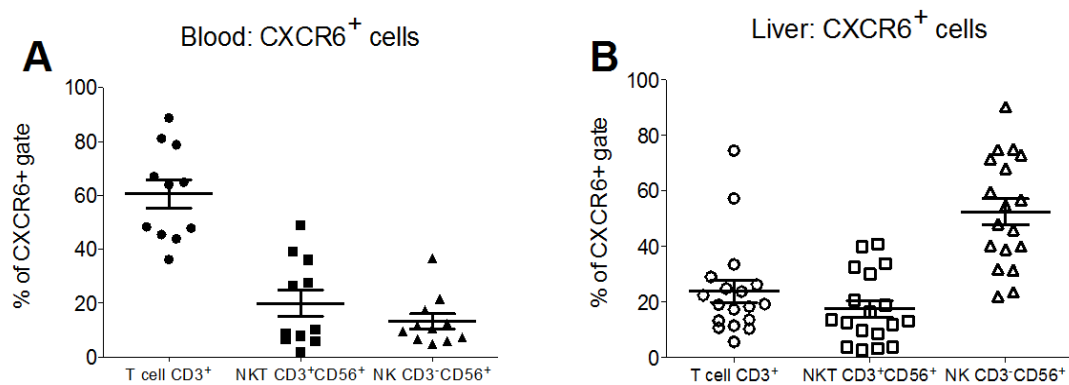 A
Blood: CXCR6⁺ cells
% of CXCR6+ gate
100
80
60
40
20
0
T cell CD3⁺
NKT CD3⁺CD56⁺
NK CD3⁻CD56⁺
B
Liver: CXCR6⁺ cells
% of CXCR6+ gate
100
80
60
40
20
0
T cell CD3⁺
NKT CD3⁺CD56⁺
NK CD3⁻CD56⁺